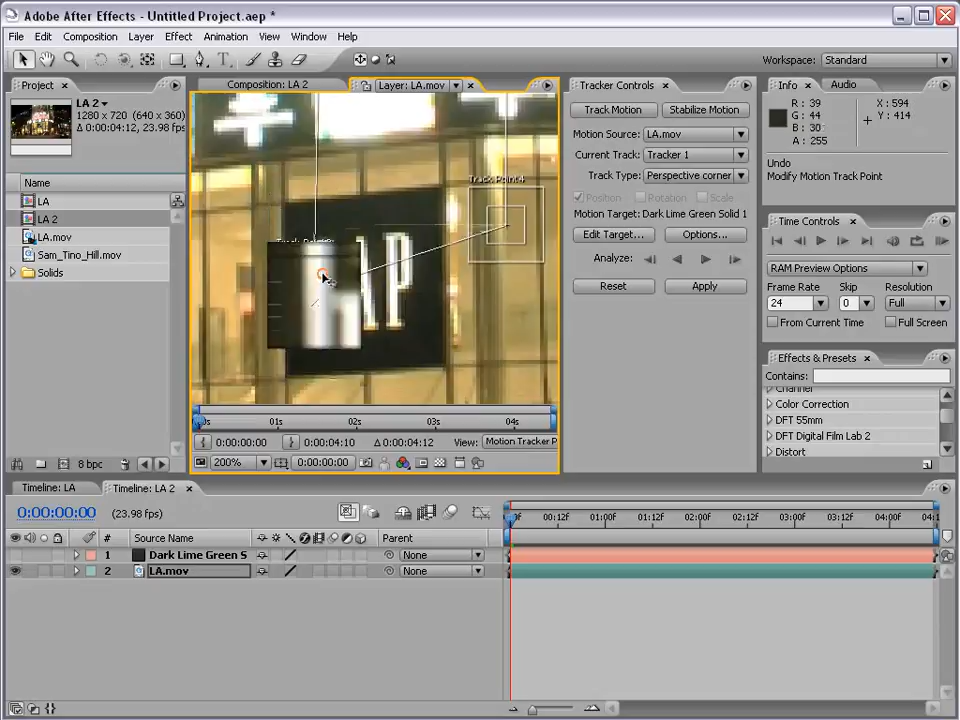 Adobe After Effects - Untitled Project.aep *
File Edit Composition Layer Effect Animation View Window Help
Workspace: Standard
Project
LA 2
1280 x 720 (640 x 360)
Δ 0:00:04:12, 23.98 fps
Name
LA
LA 2
LA.mov
Sam_Tino_Hill.mov
Solids
8 bpc
Composition: LA 2
Layer: LA.mov
Track Point4
AP
01s 02s 03s 04s
0:00:00:00 0:00:04:10 Δ 0:00:04:12 View: Motion Tracker P
200% 0:00:00:00
Tracker Controls
Track Motion Stabilize Motion
Motion Source: LA.mov
Current Track: Tracker 1
Track Type: Perspective corner
Position Rotation Scale
Motion Target: Dark Lime Green Solid 1
Edit Target... Options...
Analyze:
Reset Apply
Info Audio
R : 39
G : 44
B : 30
A : 255
X : 594
Y : 414
Undo
Modify Motion Track Point
Time Controls
RAM Preview Options
Frame Rate Skip Resolution
24 0 Full
From Current Time Full Screen
Effects & Presets
Contains:
Channel
Color Correction
DFT 55mm
DFT Digital Film Lab 2
Distort
Timeline: LA Timeline: LA 2
0:00:00:00 (23.98 fps)
# Source Name Parent
1 Dark Lime Green S None
2 LA.mov None
00:12f 01:00f 01:12f 02:00f 02:12f 03:00f 03:12f 04:00f